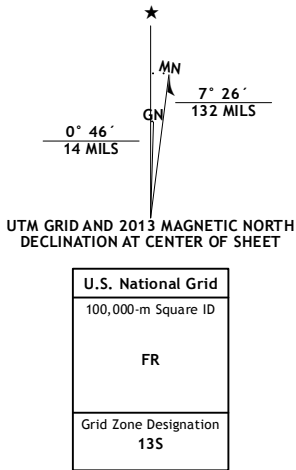 ★
MN
7° 26´
132 MILS
GN
0° 46´
14 MILS
UTM GRID AND 2013 MAGNETIC NORTH
DECLINATION AT CENTER OF SHEET
U.S. National Grid
100,000-m Square ID
FR
Grid Zone Designation
13S